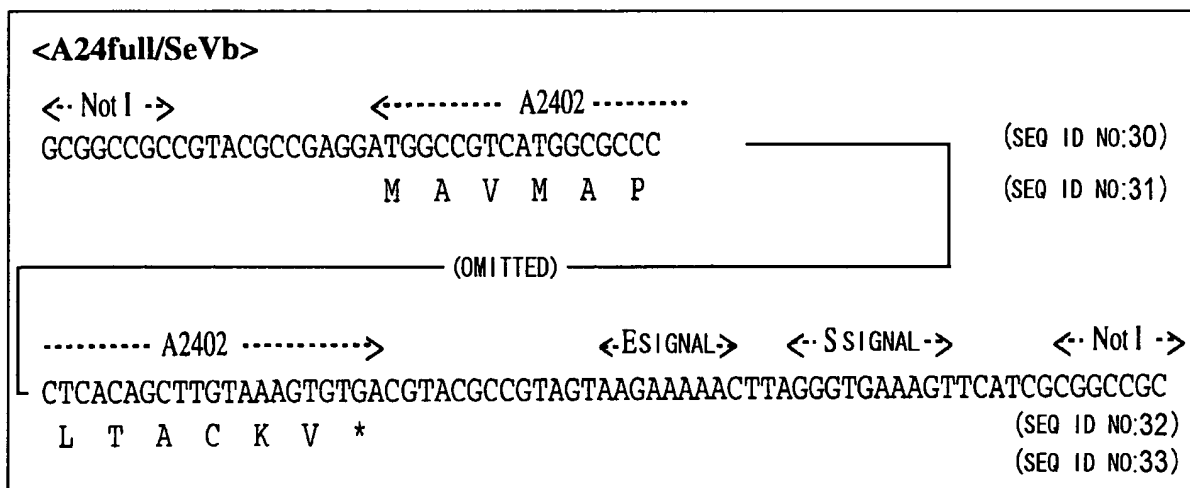 <A24full/SeVb>
<·· Not I -> <·········· A2402 ········
GCGGCCGCCGTACGCCGAGGATGGCCGTCATGGCGCCC (SEQ ID NO:30)
M A V M A P (SEQ ID NO:31)
(OMITTED)
·········· A2402 ············> <·ESIGNAL·> <·· SSIGNAL ··> <·· Not I ->
CTCACAGCTTGTAAAGTGTGACGTACGCCGTAGTAAGAAAAACTTAGGGTGAAAGTTCATCGCGGCCGC
L T A C K V * (SEQ ID NO:32)
(SEQ ID NO:33)